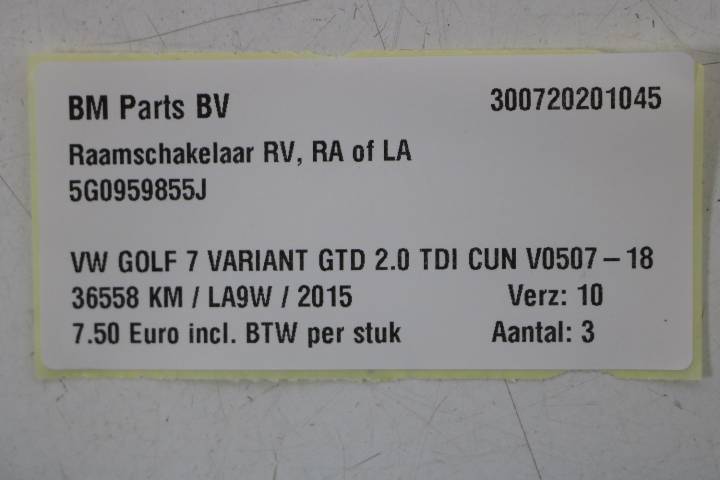 BM Parts BV 300720201045
Raamschakelaar RV, RA of LA
5G0959855J
VW GOLF 7 VARIANT GTD 2.0 TDI CUN V0507 – 18
36558 KM / LA9W / 2015 Verz: 10
7.50 Euro incl. BTW per stuk Aantal: 3